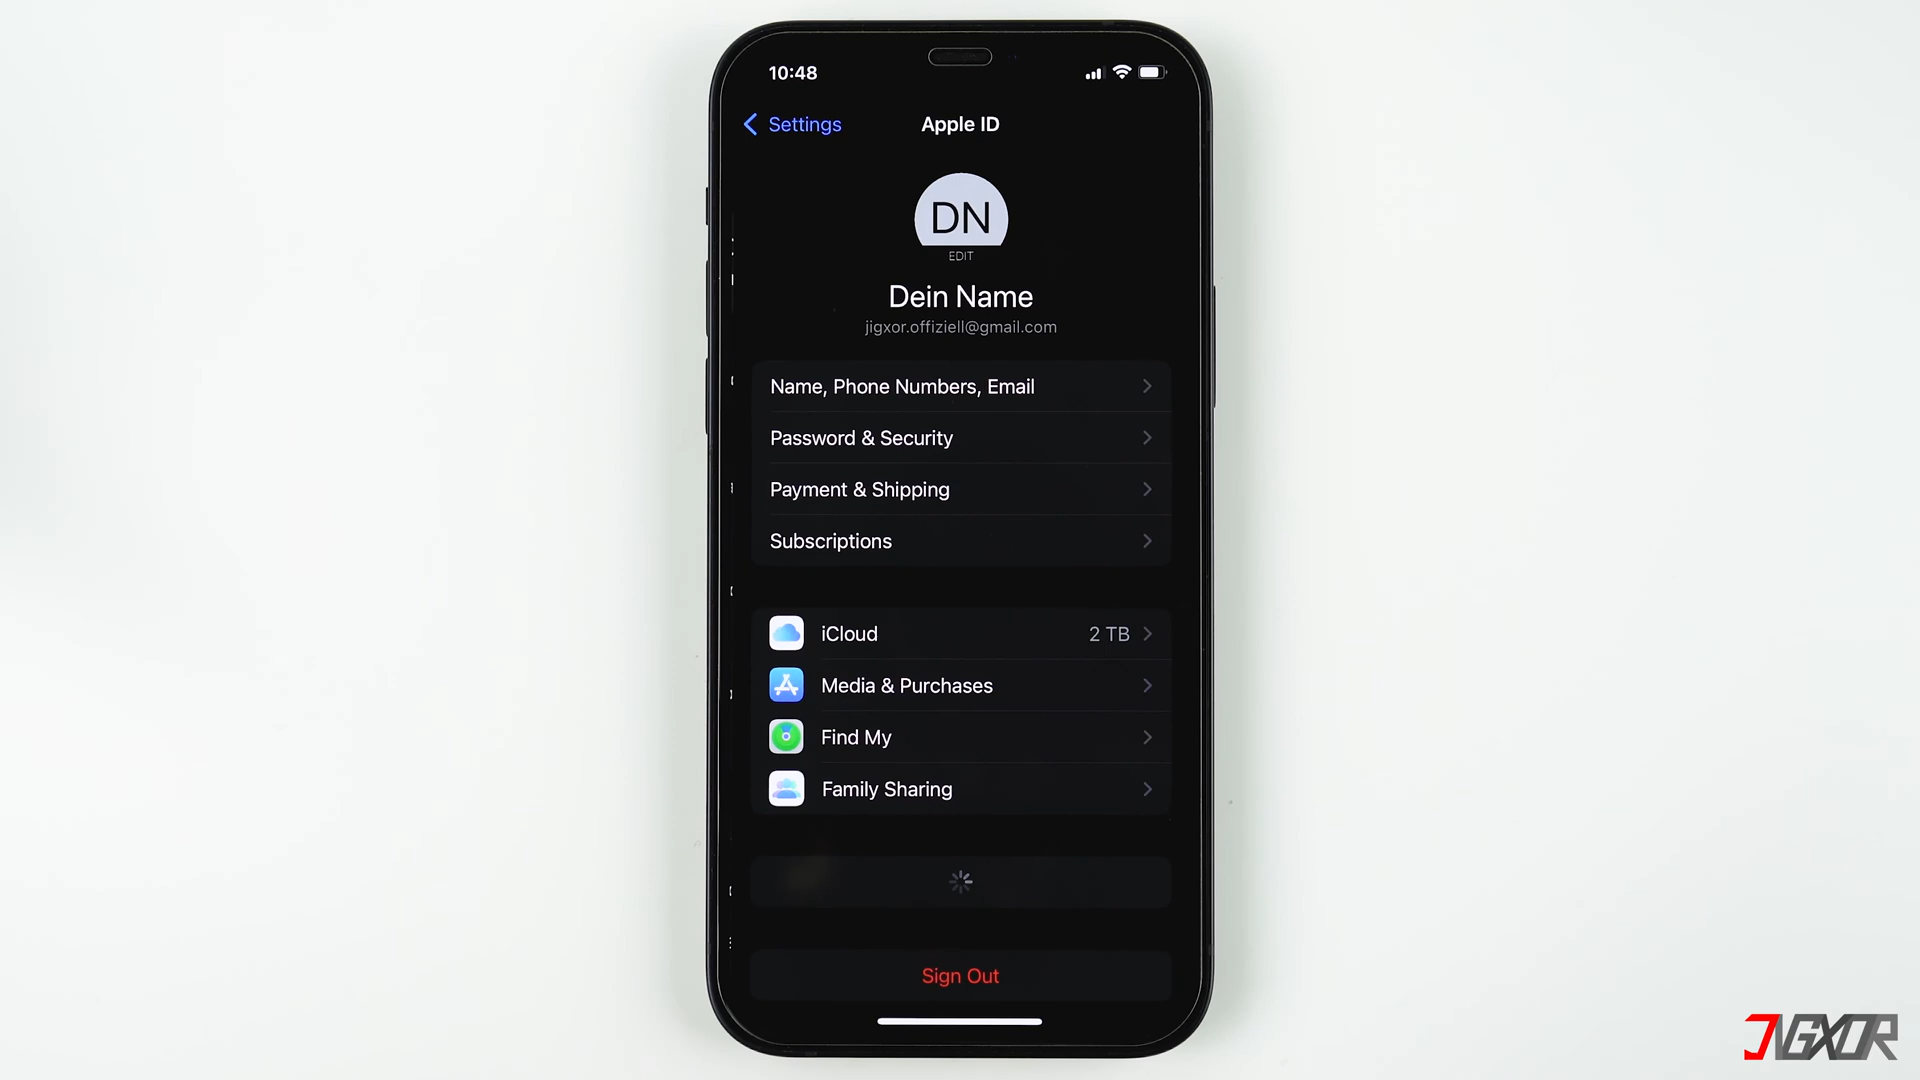 10:48
Settings
Apple ID
DN
EDIT
Dein Name
jigxor.offiziell@gmail.com
Name, Phone Numbers, Email
Password & Security
Payment & Shipping
Subscriptions
iCloud 2 TB
Media & Purchases
Find My
Family Sharing
Sign Out
JIGXOR